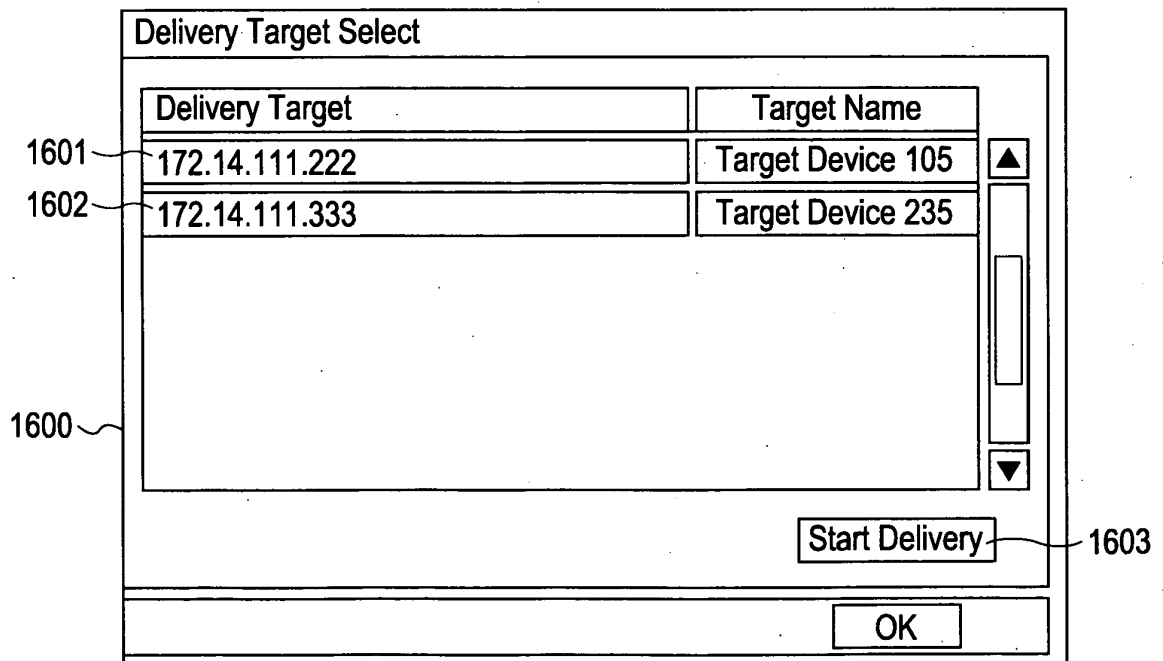 Delivery Target Select
Delivery Target Target Name
1601 172.14.111.222 Target Device 105
1602 172.14.111.333 Target Device 235
1600
Start Delivery 1603
OK